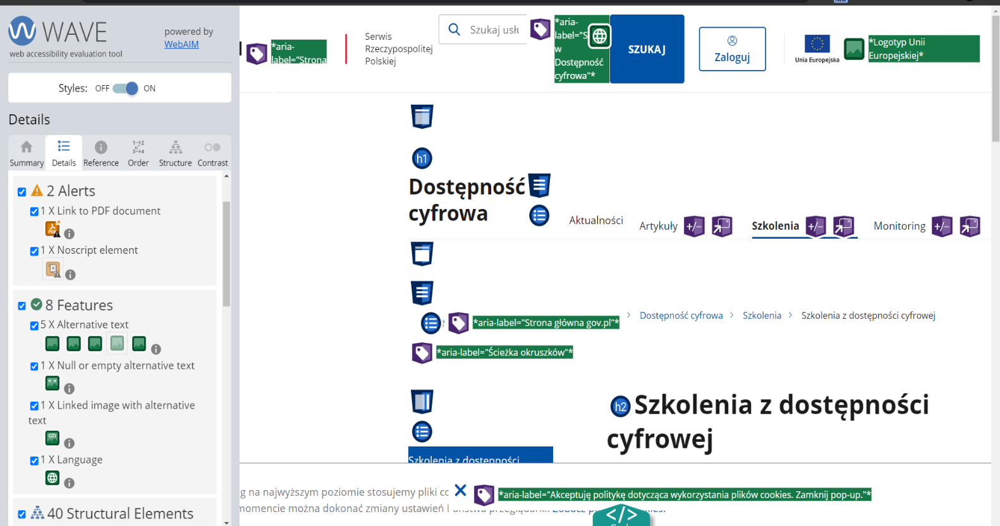 WAVE
powered by
WebAIM
web accessibility evaluation tool
Styles: OFF ON
Details
Summary Details Reference Order Structure Contrast
2 Alerts
1 X Link to PDF document
1 X Noscript element
8 Features
5 X Alternative text
1 X Null or empty alternative text
1 X Linked image with alternative
text
1 X Language
40 Structural Elements
*aria-
label="Strona
Serwis
Rzeczypospolitej
Polskiej
Szukaj usłu
*aria-
label="S
w
Dostępność
cyfrowa"*
SZUKAJ
Zaloguj
Unia Europejska
*Logotyp Unii
Europejskiej*
h1
Dostępność
cyfrowa
Aktualności
Artykuły +/-
Szkolenia +/-
Monitoring +/-
*aria-label="Strona główna gov.pl"*
> Dostępność cyfrowa > Szkolenia > Szkolenia z dostępności cyfrowej
*aria-label="Ścieżka okruszków"*
h2 Szkolenia z dostępności
cyfrowej
Szkolenia z dostępności
g na najwyższym poziomie stosujemy pliki co
*aria-label="Akceptuję politykę dotycząca wykorzystania plików cookies. Zamknij pop-up."*
momencie można dokonać zmiany ustawień
</>